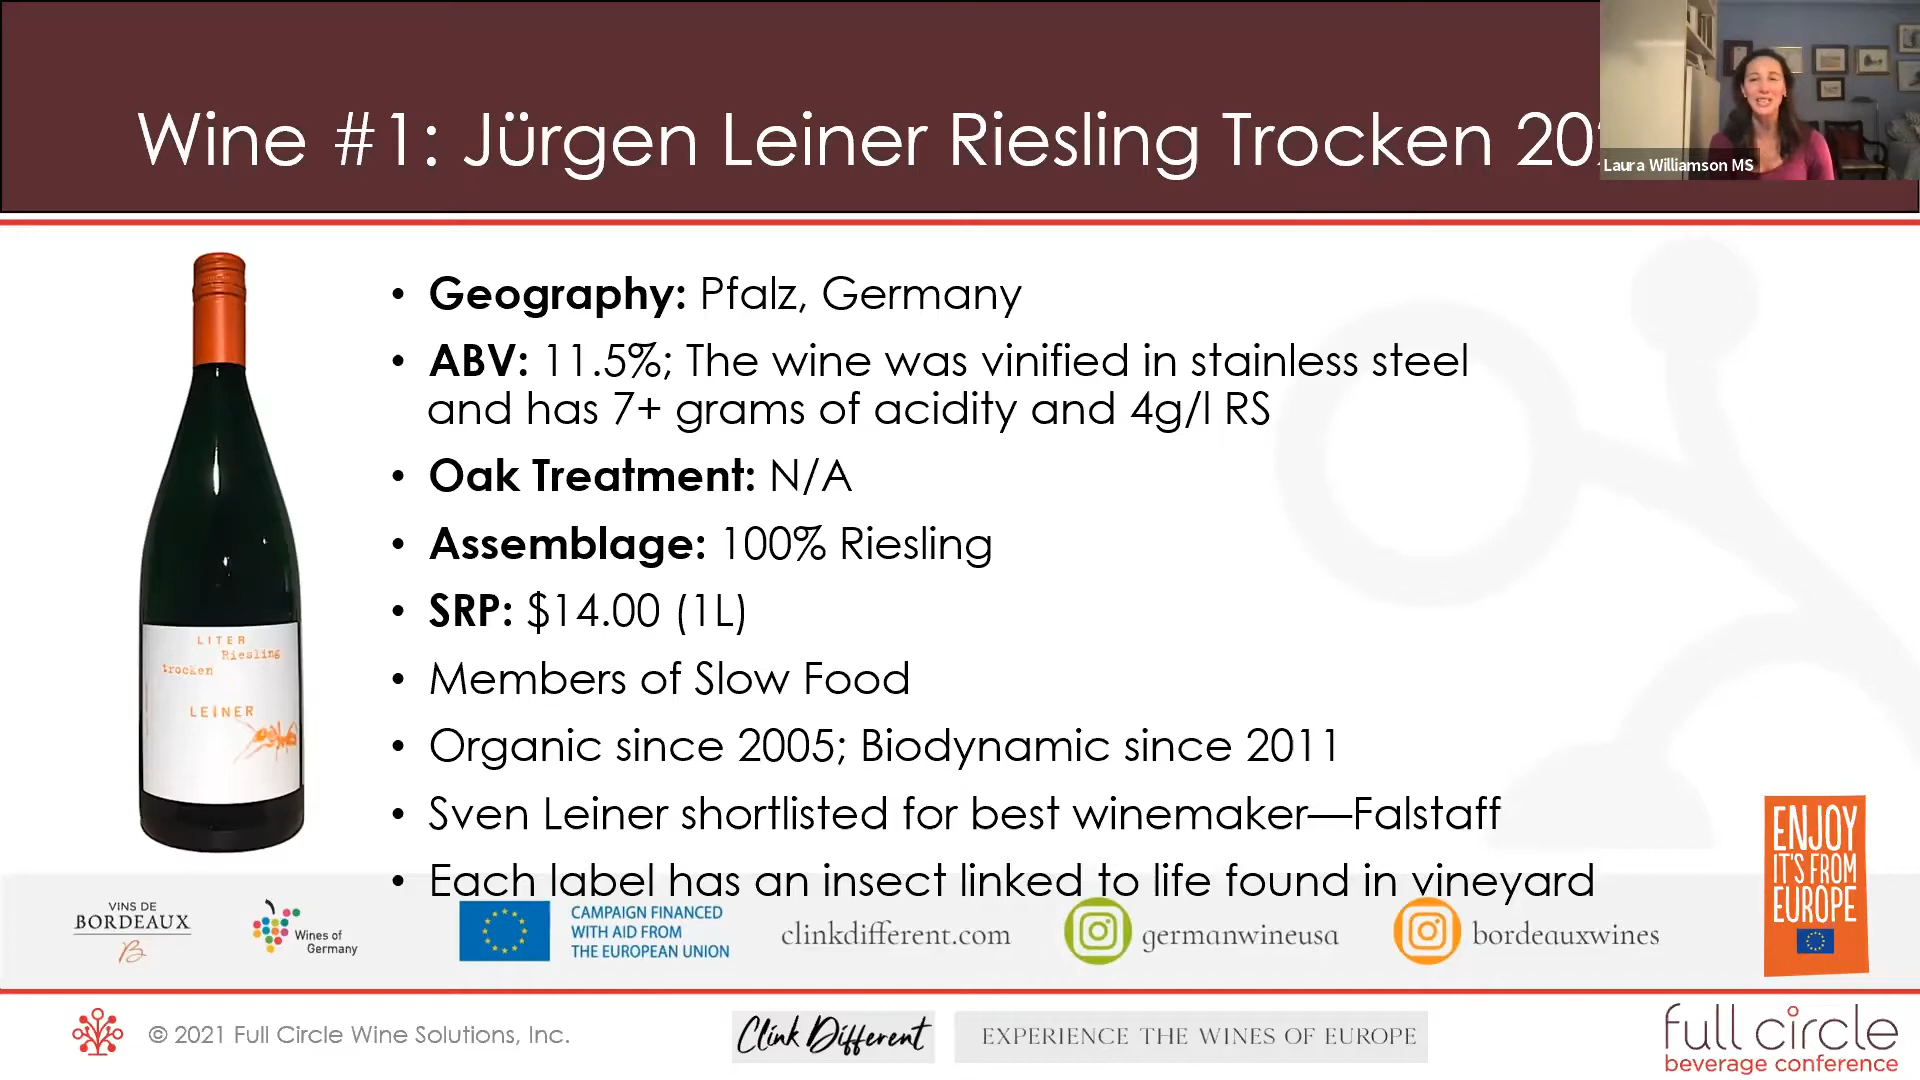 Wine #1: Jürgen Leiner Riesling Trocken
Laura Williamson MS
• Geography: Pfalz, Germany
• ABV: 11.5%; The wine was vinified in stainless steel
and has 7+ grams of acidity and 4g/l RS
• Oak Treatment: N/A
• Assemblage: 100% Riesling
• SRP: $14.00 (1L)
• Members of Slow Food
• Organic since 2005; Biodynamic since 2011
• Sven Leiner shortlisted for best winemaker—Falstaff
• Each label has an insect linked to life found in vineyard
LITER
Riesling
trocken
LEINER
ENJOY
IT'S FROM
EUROPE
VINS DE
BORDEAUX
B
Wines of
Germany
CAMPAIGN FINANCED
WITH AID FROM
THE EUROPEAN UNION
clinkdifferent.com
germanwineusa
bordeauxwines
© 2021 Full Circle Wine Solutions, Inc.
Clink Different
EXPERIENCE THE WINES OF EUROPE
full circle
beverage conference